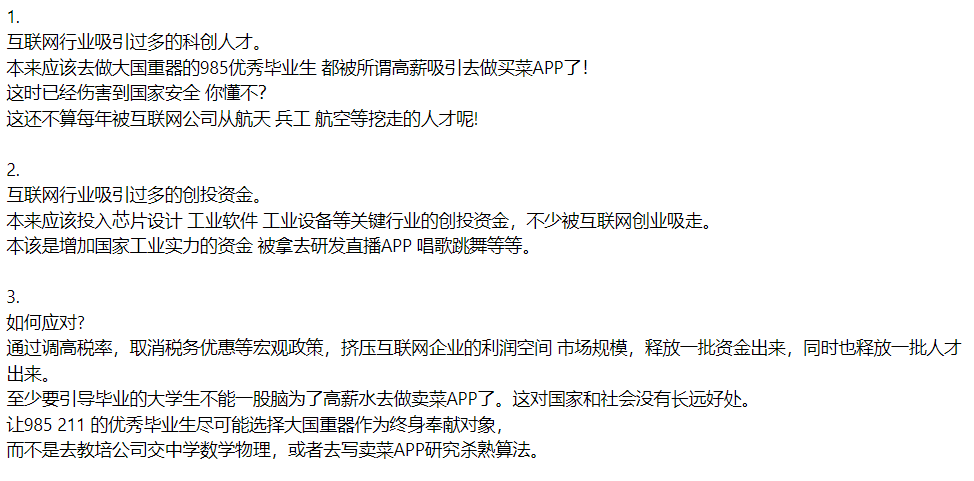 1.
互联网行业吸引过多的科创人才。
本来应该去做大国重器的985优秀毕业生 都被所谓高薪吸引去做买菜APP了!
这时已经伤害到国家安全 你懂不?
这还不算每年被互联网公司从航天 兵工 航空等挖走的人才呢!
2.
互联网行业吸引过多的创投资金。
本来应该投入芯片设计 工业软件 工业设备等关键行业的创投资金，不少被互联网创业吸走。
本该是增加国家工业实力的资金 被拿去研发直播APP 唱歌跳舞等等。
3.
如何应对?
通过调高税率，取消税务优惠等宏观政策，挤压互联网企业的利润空间 市场规模，释放一批资金出来，同时也释放一批人才
出来。
至少要引导毕业的大学生不能一股脑为了高薪水去做卖菜APP了。这对国家和社会没有长远好处。
让985 211 的优秀毕业生尽可能选择大国重器作为终身奉献对象，
而不是去教培公司交中学数学物理，或者去写卖菜APP研究杀熟算法。